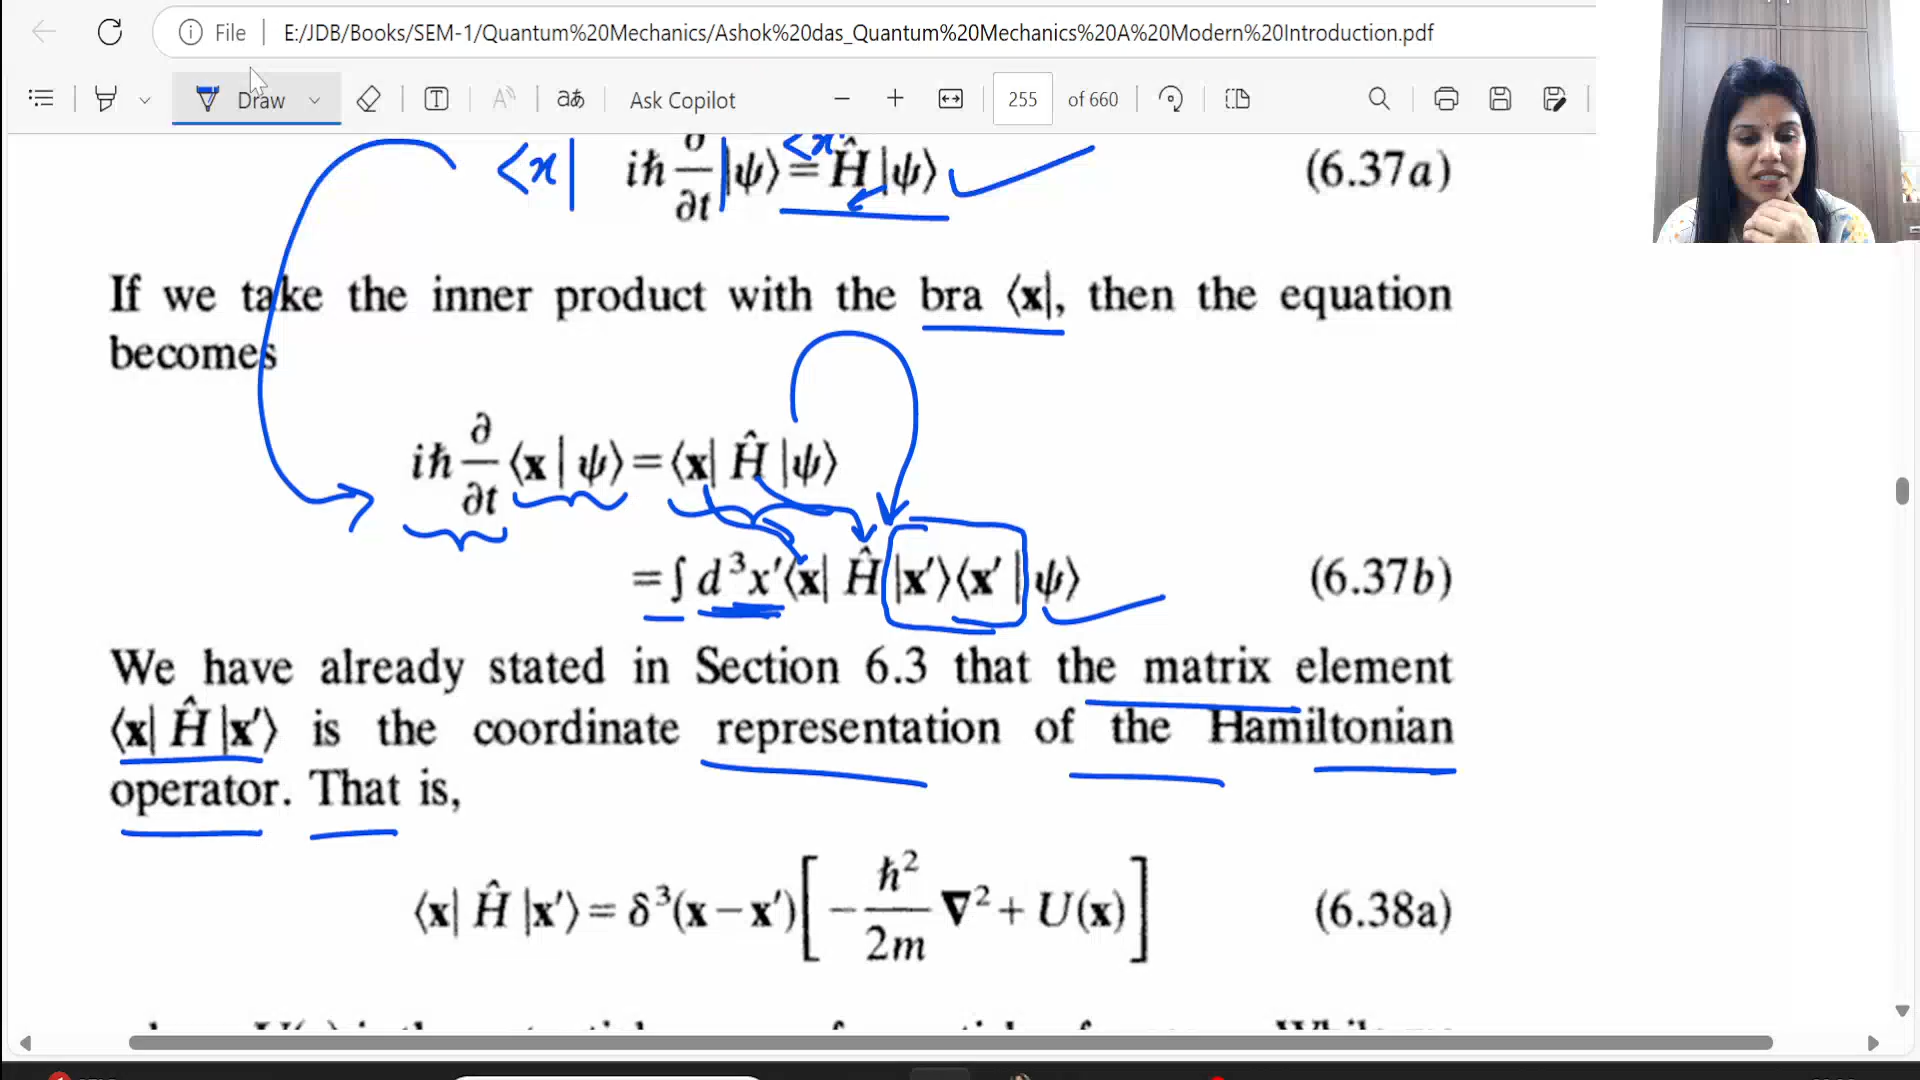 File E:/JDB/Books/SEM-1/Quantum%20Mechanics/Ashok%20das_Quantum%20Mechanics%20A%20Modern%20Introduction.pdf
Draw Ask Copilot 255 of 660
<x| iħ ∂/∂t |ψ⟩ = <x| Ĥ |ψ⟩ (6.37a)
If we take the inner product with the bra ⟨x|, then the equation
becomes
iħ ∂/∂t ⟨x|ψ⟩ = ⟨x| Ĥ |ψ⟩
= ∫ d³x′⟨x| Ĥ |x′⟩⟨x′|ψ⟩ (6.37b)
We have already stated in Section 6.3 that the matrix element
⟨x| Ĥ |x′⟩ is the coordinate representation of the Hamiltonian
operator. That is,
⟨x| Ĥ |x′⟩ = δ³(x − x′)[ − ħ²/2m ∇² + U(x) ] (6.38a)